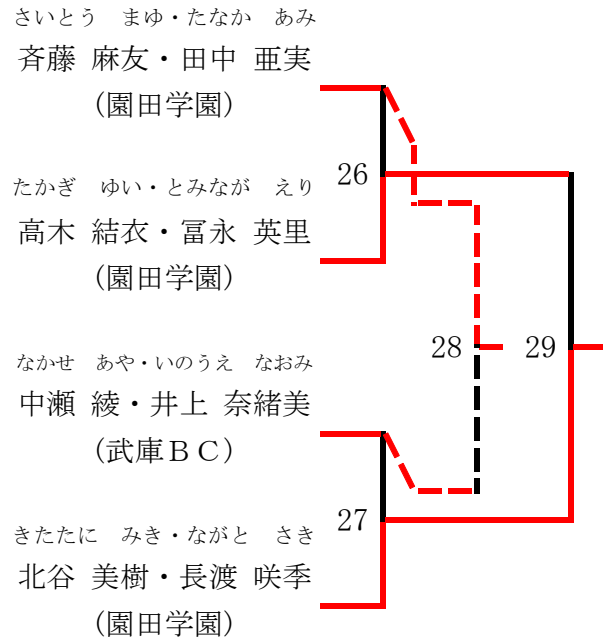 さいとう　まゆ・たなか　あみ
斉藤 麻友・田中 亜実
(園田学園)
26
たかぎ　ゆい・とみなが　えり
高木 結衣・冨永 英里
(園田学園)
28
29
なかせ　あや・いのうえ　なおみ
中瀬 綾・井上 奈緒美
(武庫ＢＣ)
27
きたたに　みき・ながと　さき
北谷 美樹・長渡 咲季
(園田学園)